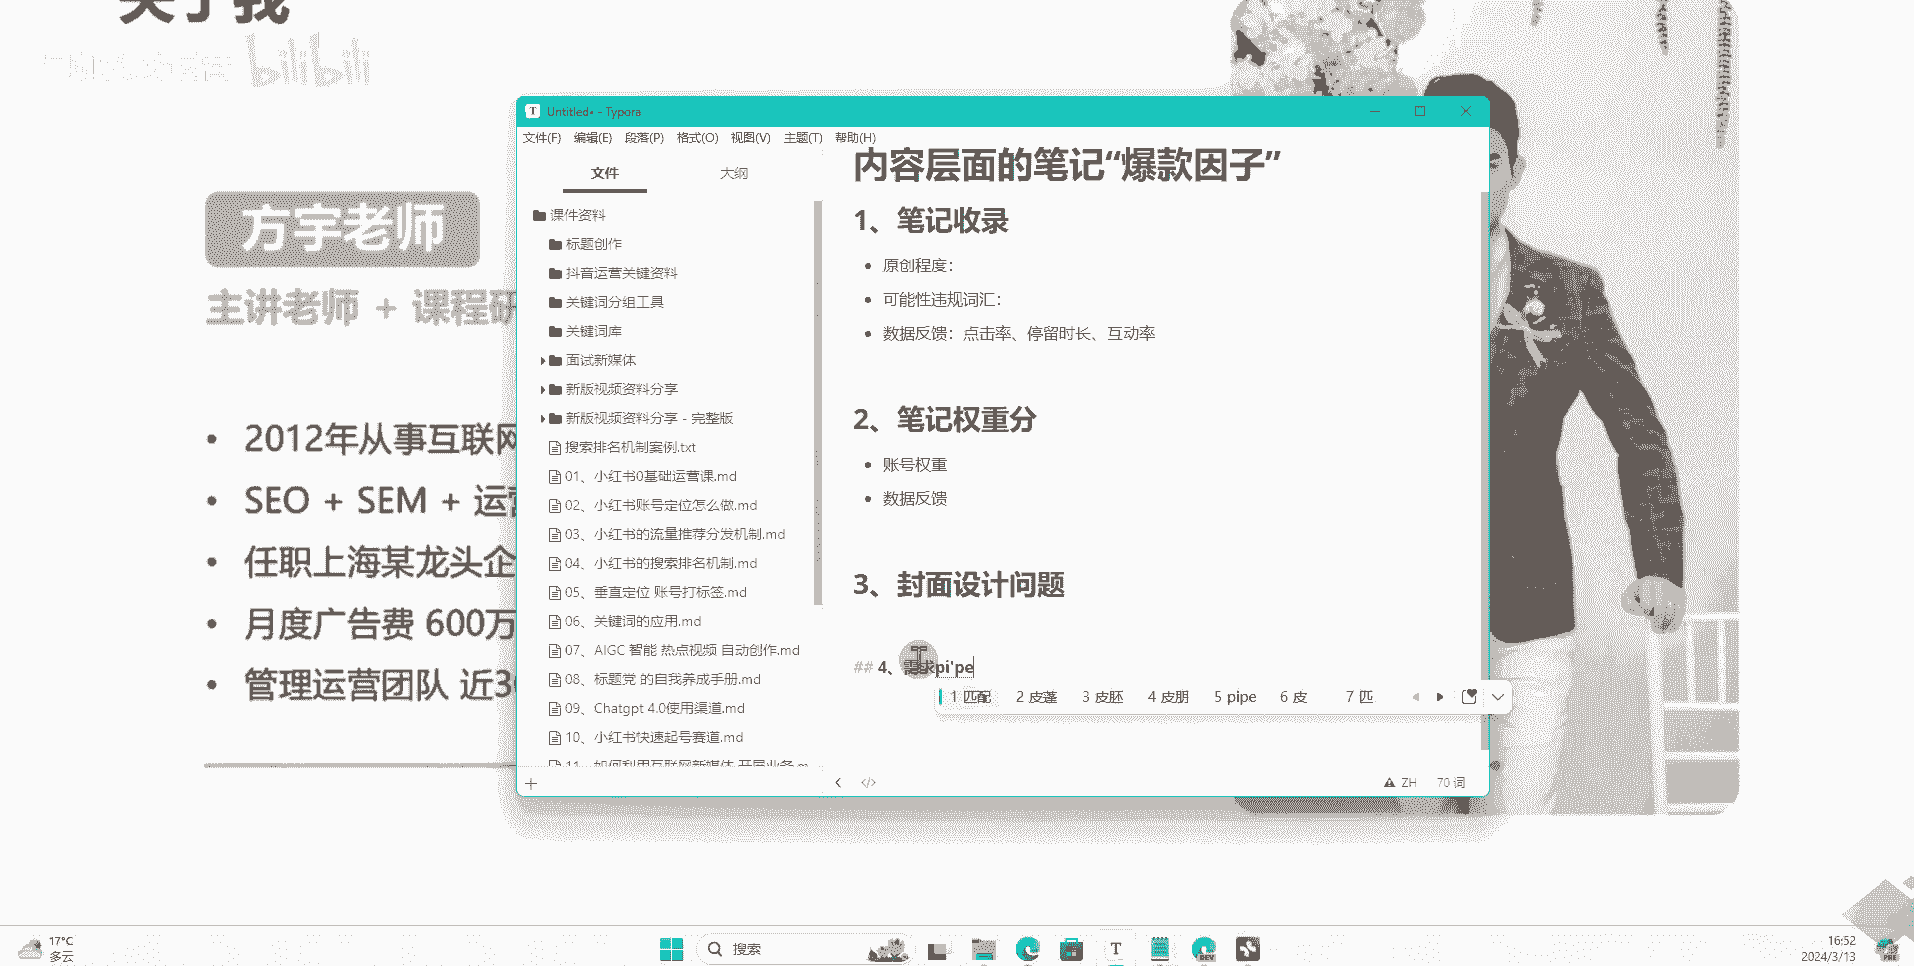 关于我
bilibili
方宇老师
主讲老师 + 课程研
2012年从事互联网
SEO + SEM + 运营
任职上海某龙头企
月度广告费 600万
管理运营团队 近30
Untitled• - Typora
文件(F) 编辑(E) 段落(P) 格式(O) 视图(V) 主题(T) 帮助(H)
文件 大纲
课件资料
标题创作
抖音运营关键资料
关键词分组工具
关键词库
面试新媒体
新版视频资料分享
新版视频资料分享 - 完整版
搜索排名机制案例.txt
01、小红书0基础运营课.md
02、小红书账号定位怎么做.md
03、小红书的流量推荐分发机制.md
04、小红书的搜索排名机制.md
05、垂直定位 账号打标签.md
06、关键词的应用.md
07、AIGC 智能 热点视频 自动创作.md
08、标题党 的自我养成手册.md
09、Chatgpt 4.0使用渠道.md
10、小红书快速起号赛道.md
11、如何利用互联网新媒体 开展业务.m
内容层面的笔记“爆款因子”
1、笔记收录
原创程度：
可能性违规词汇：
数据反馈：点击率、停留时长、互动率
2、笔记权重分
账号权重
数据反馈
3、封面设计问题
## 4、需求pi'pe
1 匹配 2 皮蓬 3 皮胚 4 皮朋 5 pipe 6 皮 7 匹
ZH 70 词
17°C
多云
搜索
T
DEV
16:52
2024/3/13
PRE